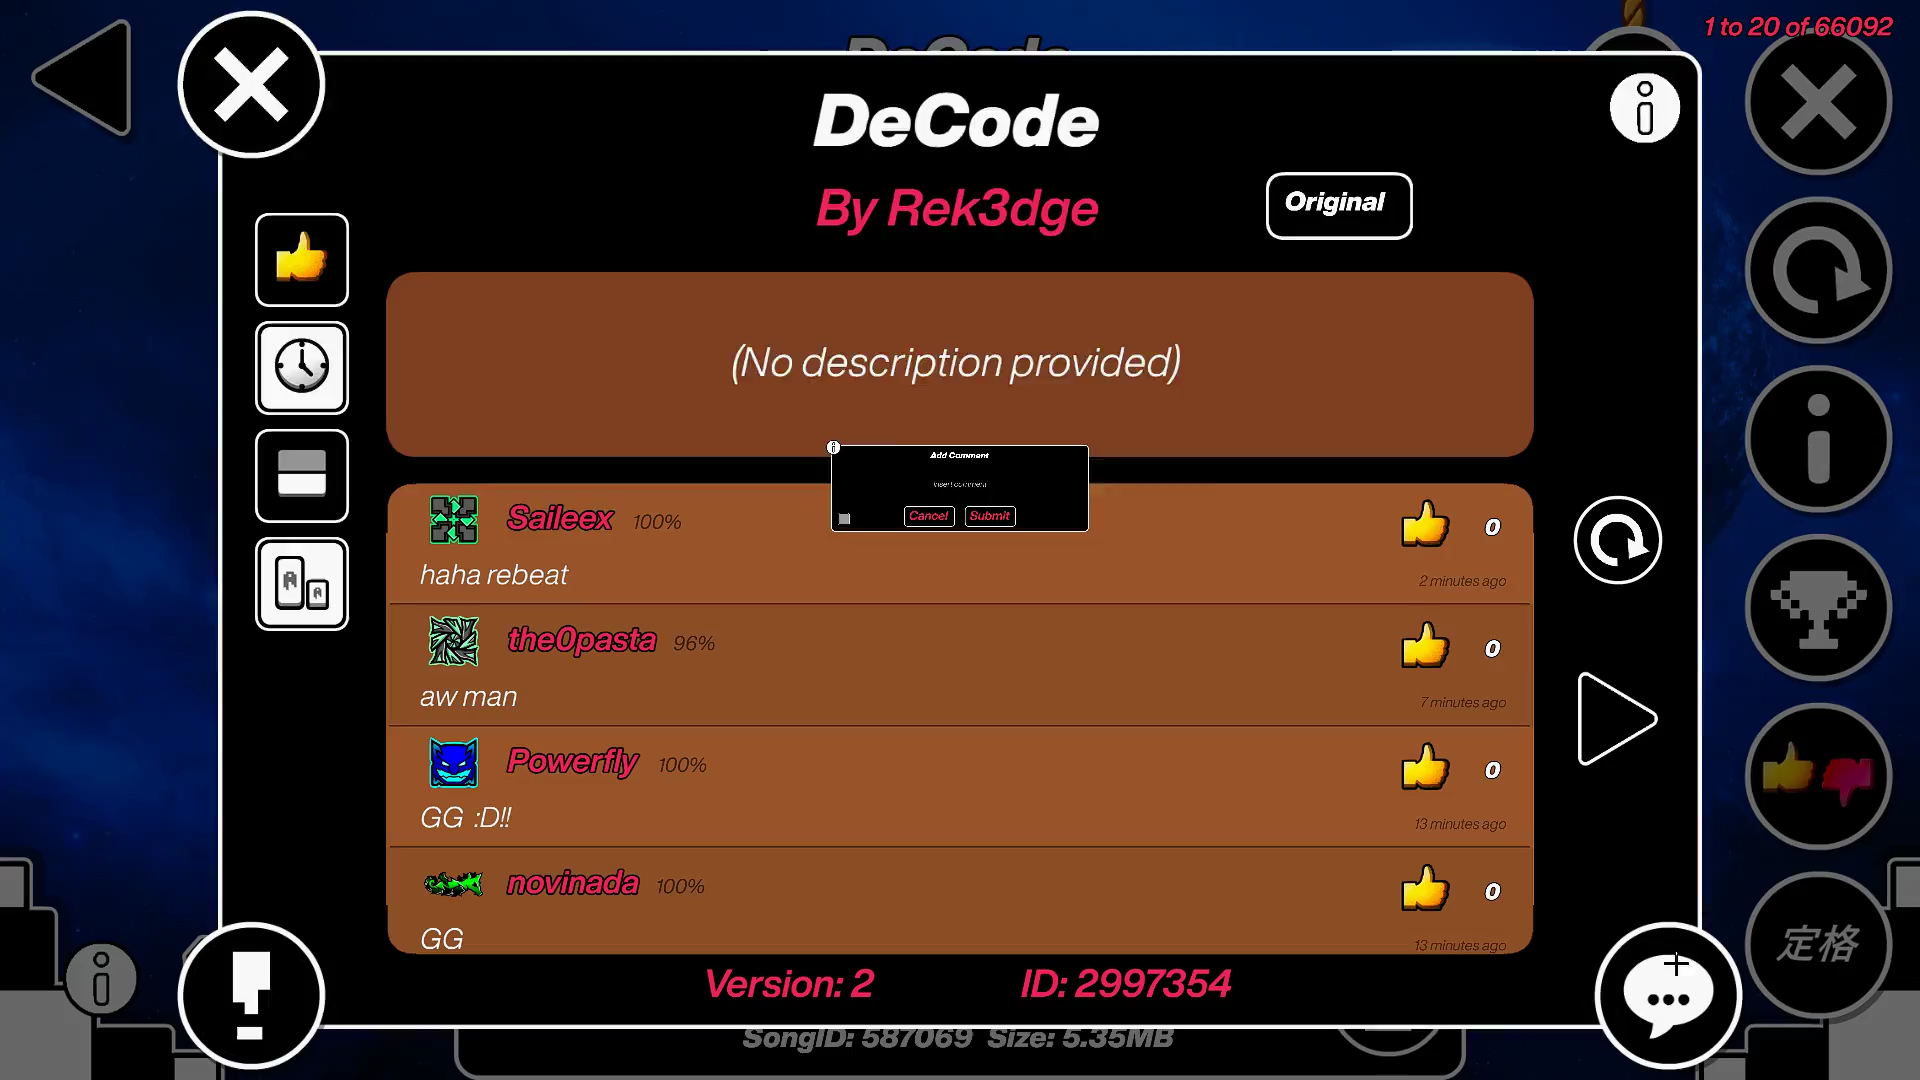 DeCode
1 to 20 of 66092
DeCode
By Rek3dge
Original
(No description provided)
Add Comment
Insert comment
Cancel
Submit
Saileex 100%
0
haha rebeat
2 minutes ago
the0pasta 96%
0
aw man
7 minutes ago
Powerfly 100%
0
GG :D!!
13 minutes ago
novinada 100%
0
GG
13 minutes ago
定格
Version: 2
ID: 2997354
SongID: 587069 Size: 5.35MB